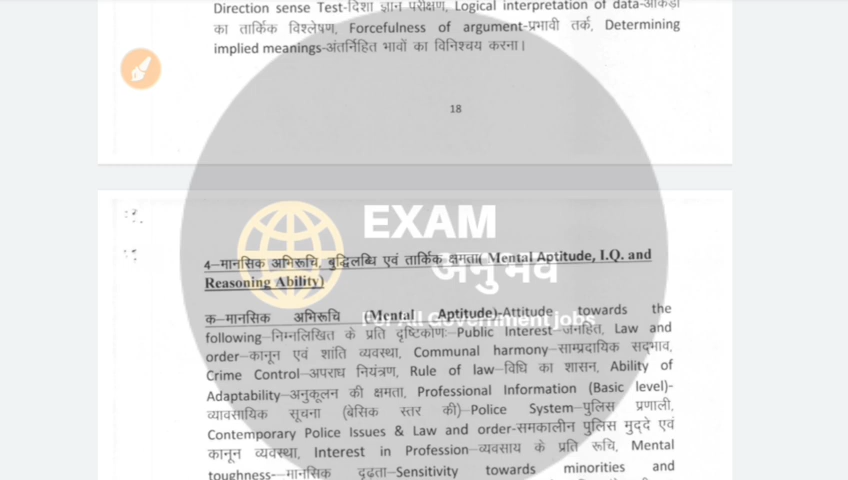 Direction sense Test-दिशा ज्ञान परीक्षण, Logical interpretation of data-आंकड़ों
का तार्किक विश्लेषण, Forcefulness of argument-प्रभावी तर्क, Determining
implied meanings-अंतर्निहित भावों का विनिश्चय करना।
18
EXAM
अनुभव
For All Government jobs
4–मानसिक अभिरूचि, बुद्धिलब्धि एवं तार्किक क्षमता( Mental Aptitude, I.Q. and
Reasoning Ability)
क–मानसिक अभिरूचि (Mental Aptitude)-Attitude towards the
following–निम्नलिखित के प्रति दृष्टिकोणः–Public Interest–जनहित, Law and
order–कानून एवं शांति व्यवस्था, Communal harmony–साम्प्रदायिक सद्भाव,
Crime Control–अपराध नियंत्रण, Rule of law–विधि का शासन, Ability of
Adaptability–अनुकूलन की क्षमता, Professional Information (Basic level)-
व्यावसायिक सूचना (बेसिक स्तर की)–Police System–पुलिस प्रणाली,
Contemporary Police Issues & Law and order-समकालीन पुलिस मुद्दे एवं
कानून व्यवस्था, Interest in Profession–व्यवसाय के प्रति रूचि, Mental
toughness-–मानसिक दृढ़ता–Sensitivity towards minorities and